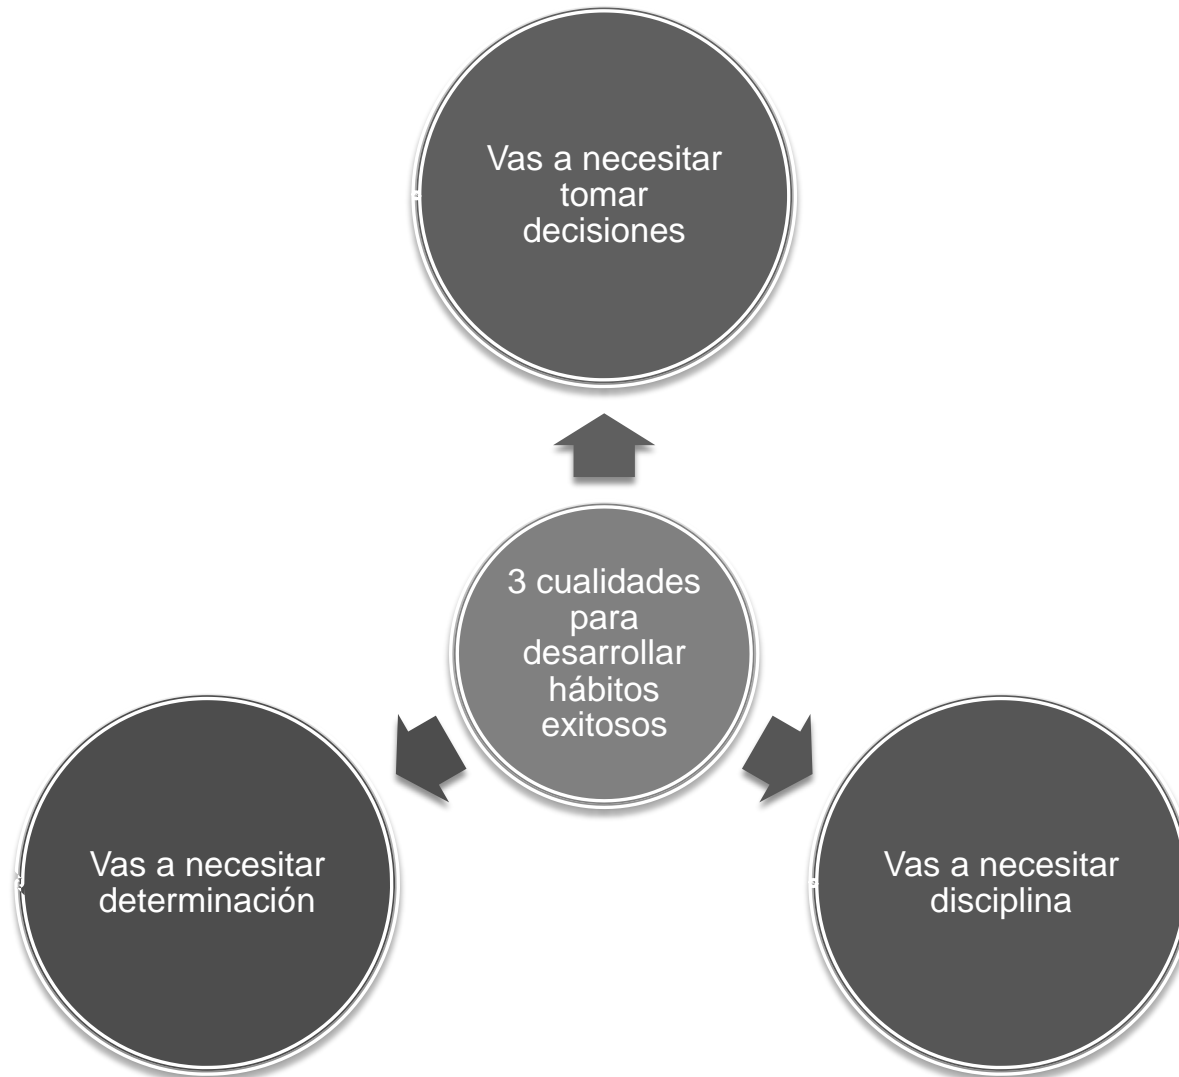 Vas a necesitar
tomar
decisiones
3 cualidades
para
desarrollar
hábitos
exitosos
Vas a necesitar
determinación
Vas a necesitar
disciplina